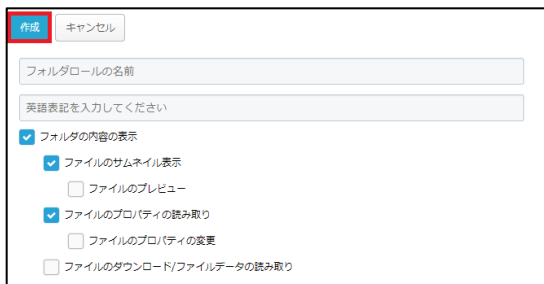 作成 キャンセル
フォルダロールの名前
英語表記を入力してください
フォルダの内容の表示
ファイルのサムネイル表示
ファイルのプレビュー
ファイルのプロパティの読み取り
ファイルのプロパティの変更
ファイルのダウンロード/ファイルデータの読み取り